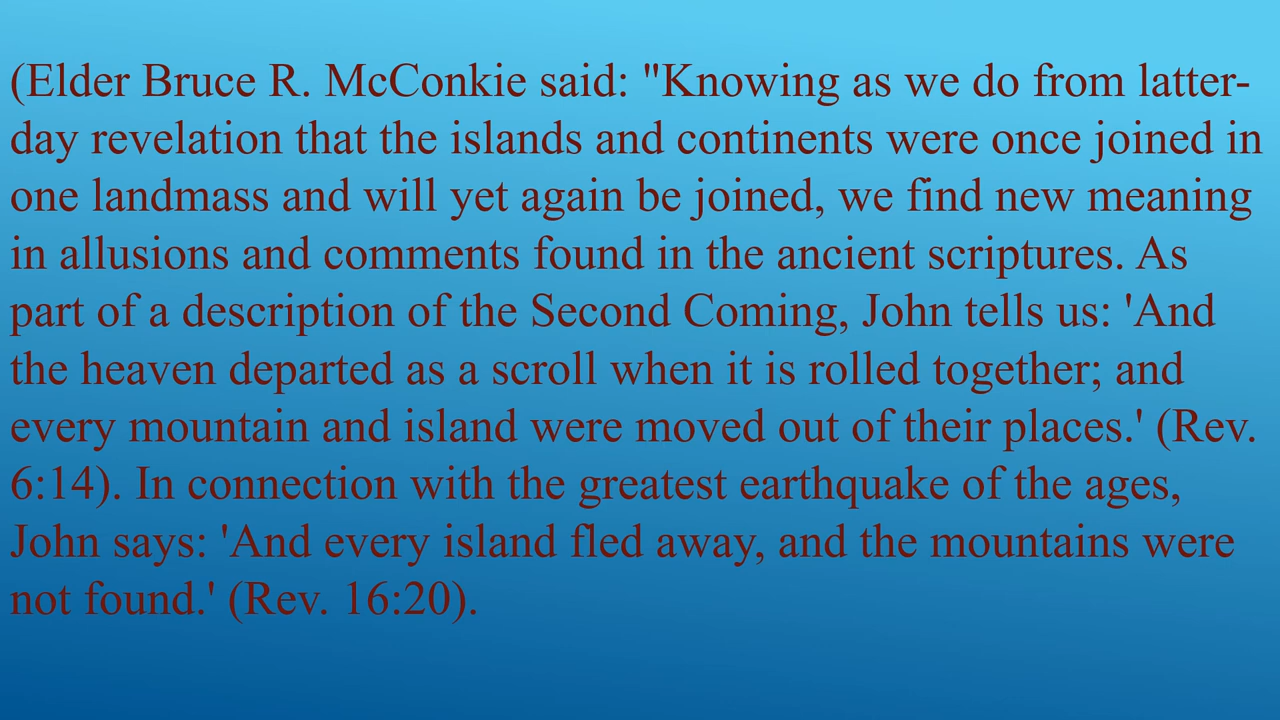 (Elder Bruce R. McConkie said: "Knowing as we do from latter-
day revelation that the islands and continents were once joined in
one landmass and will yet again be joined, we find new meaning
in allusions and comments found in the ancient scriptures. As
part of a description of the Second Coming, John tells us: 'And
the heaven departed as a scroll when it is rolled together; and
every mountain and island were moved out of their places.' (Rev.
6:14). In connection with the greatest earthquake of the ages,
John says: 'And every island fled away, and the mountains were
not found.' (Rev. 16:20).